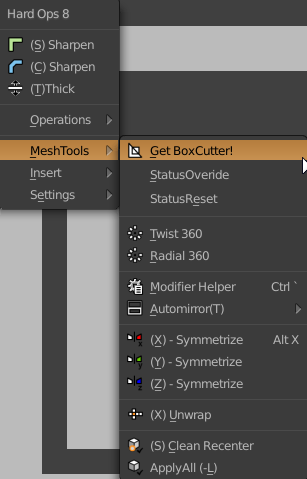 Hard Ops 8
(S) Sharpen
(C) Sharpen
(T)Thick
Operations
MeshTools
Insert
Settings
Get BoxCutter!
StatusOveride
StatusReset
Twist 360
Radial 360
Modifier Helper Ctrl `
Automirror(T)
(X) - Symmetrize Alt X
(Y) - Symmetrize
(Z) - Symmetrize
(X) Unwrap
(S) Clean Recenter
ApplyAll (-L)